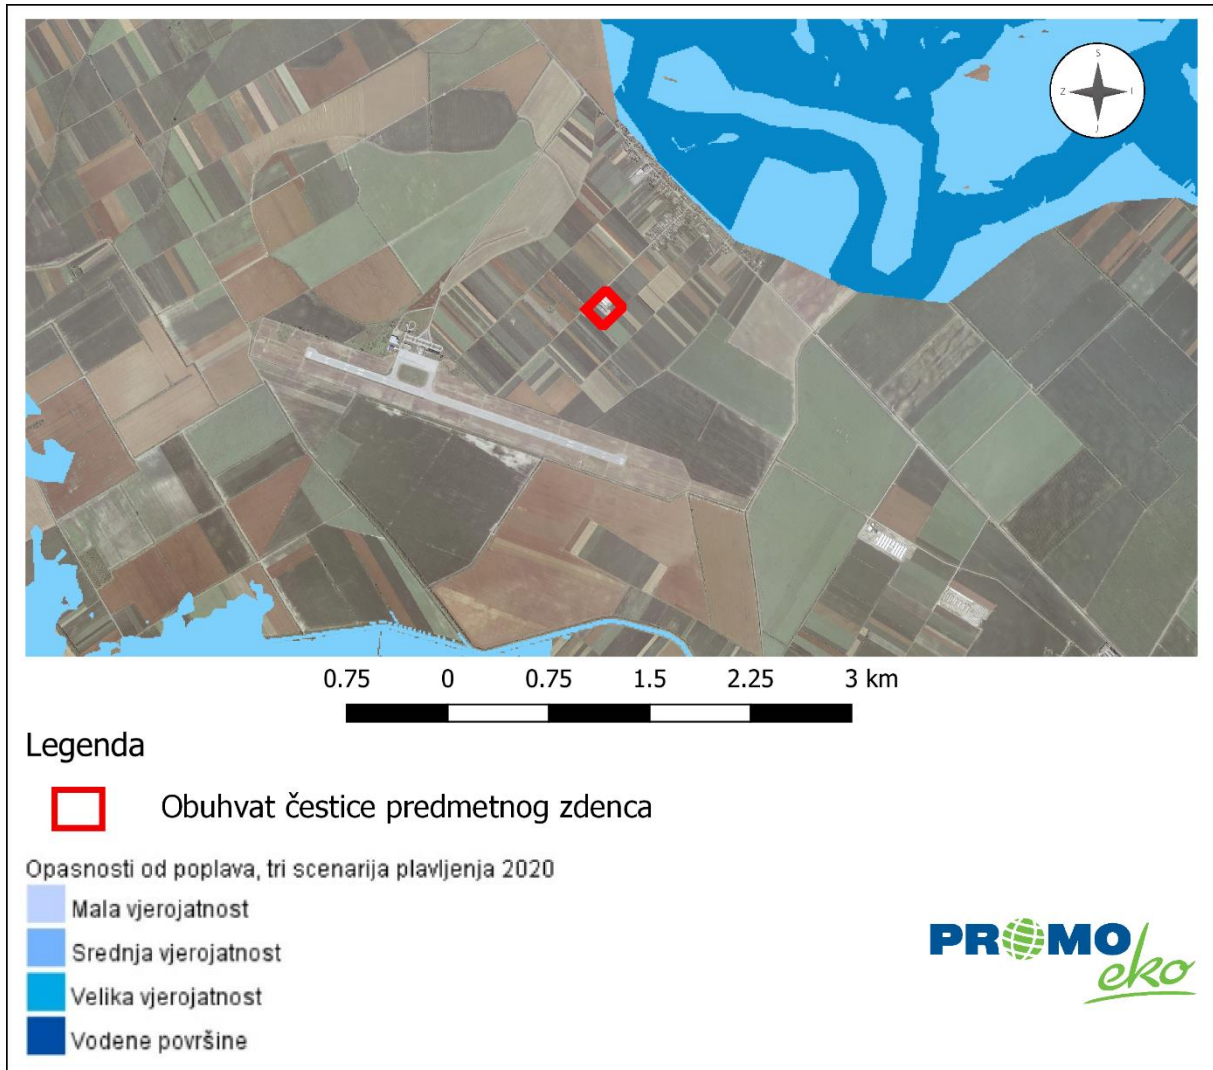 S
Z I
J
0.75 0 0.75 1.5 2.25 3 km
Legenda
Obuhvat čestice predmetnog zdenca
Opasnosti od poplava, tri scenarija plavljenja 2020
Mala vjerojatnost
Srednja vjerojatnost
Velika vjerojatnost
Vodene površine
PROMO
eko